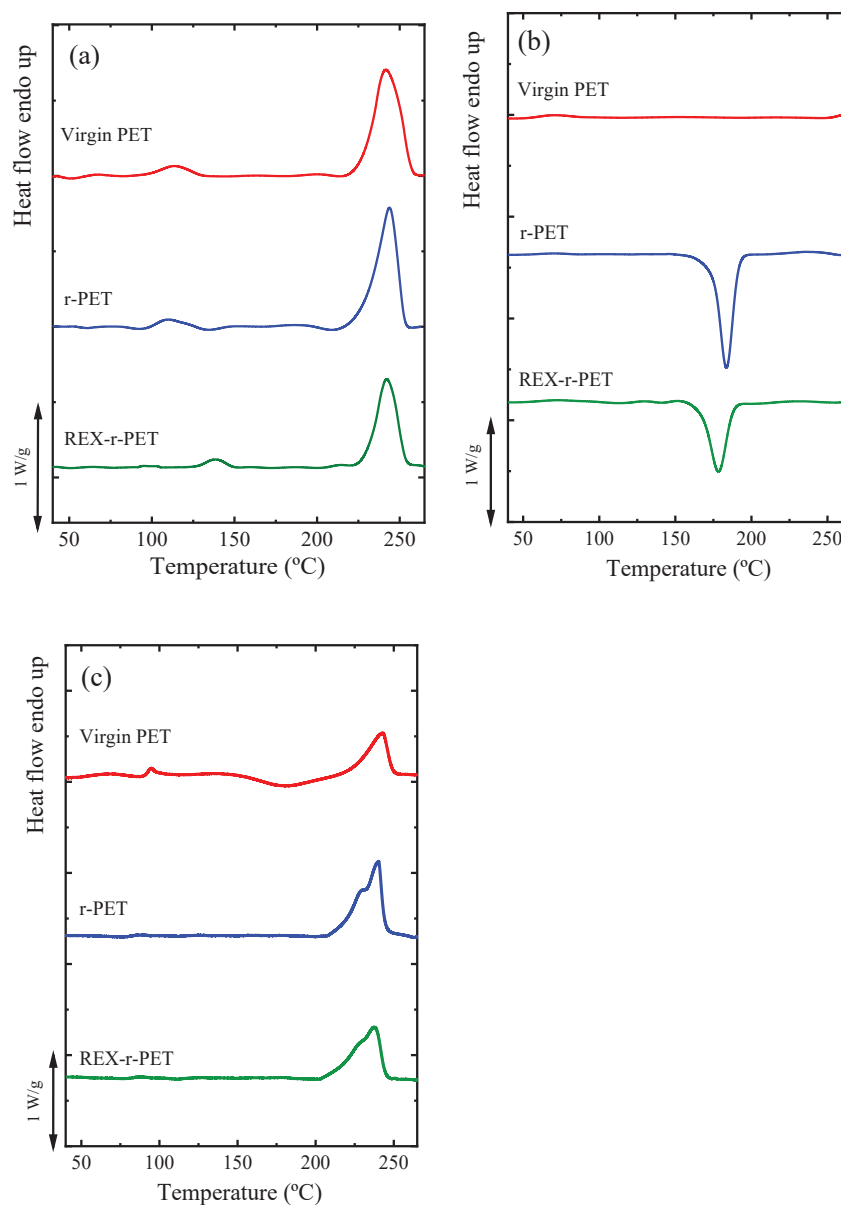 (a)
Heat flow endo up
Virgin PET
r-PET
REX-r-PET
1 W/g
50 100 150 200 250
Temperature (ºC)
(b)
Heat flow endo up
Virgin PET
r-PET
REX-r-PET
1 W/g
50 100 150 200 250
Temperature (ºC)
(c)
Heat flow endo up
Virgin PET
r-PET
REX-r-PET
1 W/g
50 100 150 200 250
Temperature (ºC)